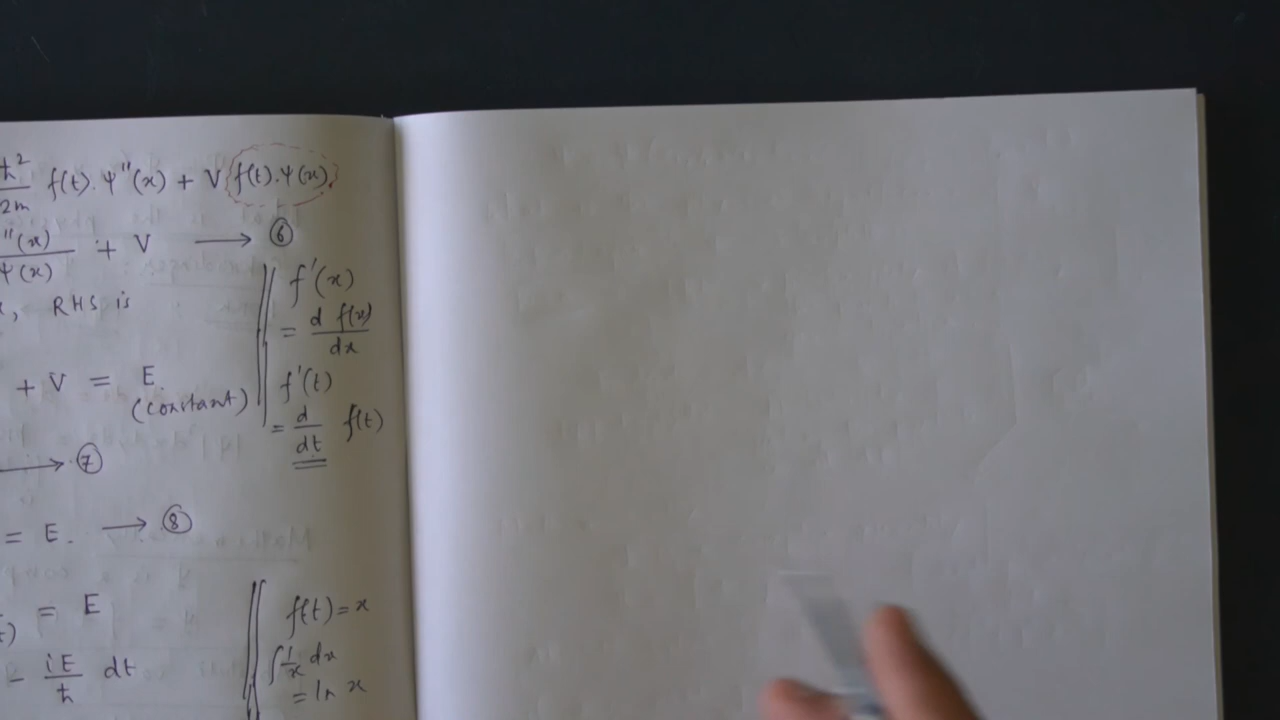 ħ²/2m f(t).ψ"(x) + V f(t).ψ(x)
"(x)/ψ(x) + V ⟶ ⑥
x, RHS is
f'(x)
= d f(x)/dx
+ V = E.
(constant)
f'(t)
= d/dt f(t)
⟶ ⑦
= E. ⟶ ⑧
= E
- iE/ħ dt
f(t) = x
∫ 1/x dx
= ln x